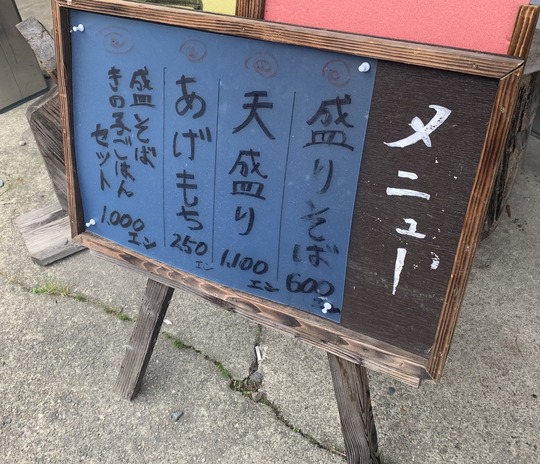 メニュー
盛りそば
600
エン
天盛り
1,100
エン
あげもち
250
エン
盛そば
きの子ごはん
セット
1,000
エン